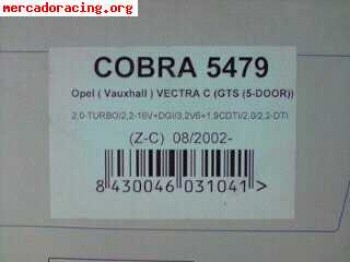 - mercadoracing.org -
COBRA 5479
Opel ( Vauxhall ) VECTRA C (GTS (5-DOOR))
2,0-TURBO/2,2-16V+DGI/3,2V6+1,9CDTI/2,0/2,2-DTI
(Z-C) 08/2002-
8 430046 031041 >